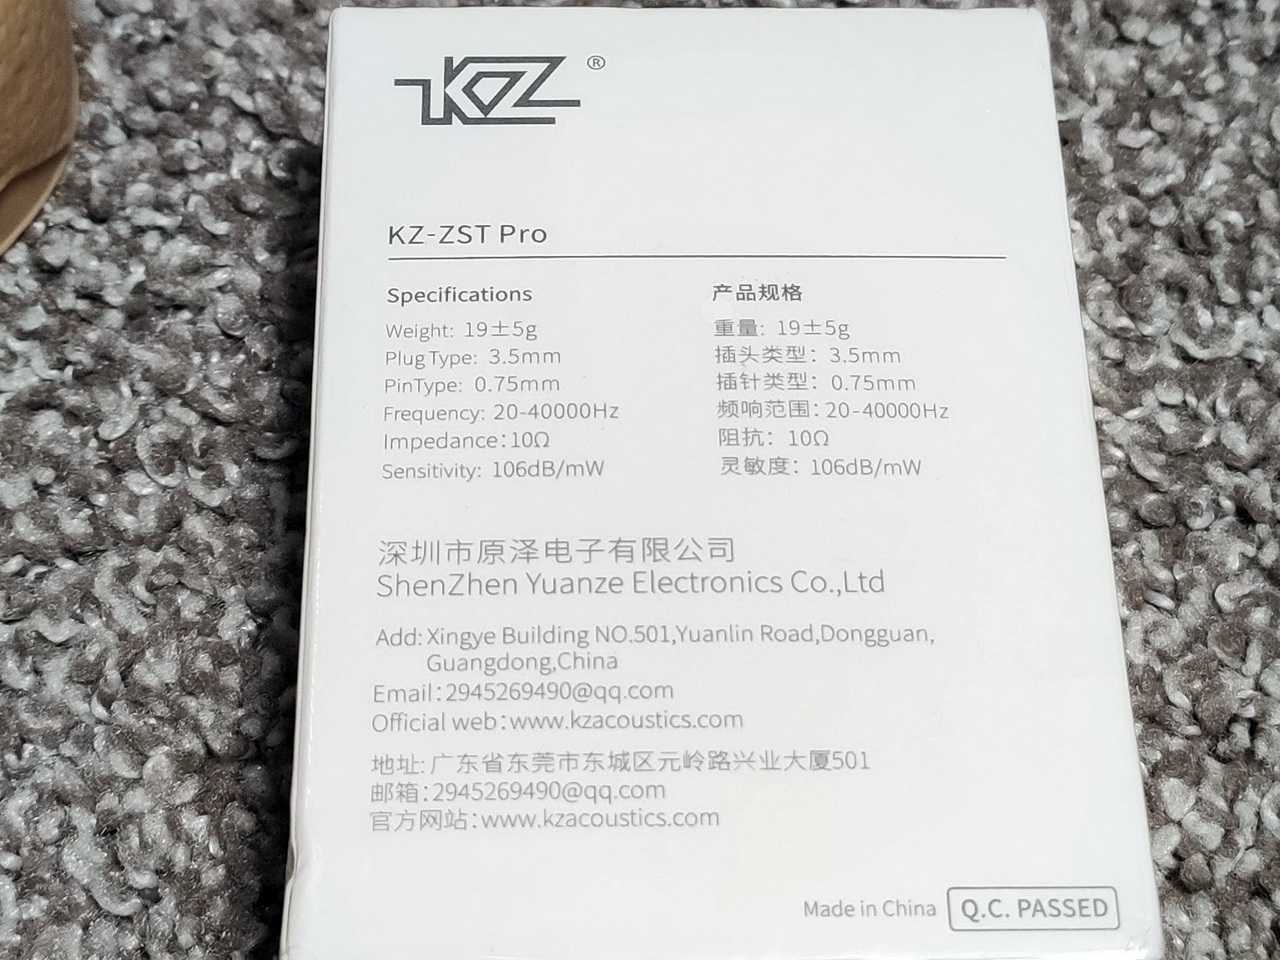 KZ®
KZ-ZST Pro
Specifications
Weight: 19±5g
Plug Type: 3.5mm
PinType: 0.75mm
Frequency: 20-40000Hz
Impedance:10Ω
Sensitivity: 106dB/mW
产品规格
重量: 19±5g
插头类型: 3.5mm
插针类型: 0.75mm
频响范围:20-40000Hz
阻抗: 10Ω
灵敏度: 106dB/mW
深圳市原泽电子有限公司
ShenZhen Yuanze Electronics Co.,Ltd
Add: Xingye Building NO.501,Yuanlin Road,Dongguan,
Guangdong,China
Email:2945269490@qq.com
Official web:www.kzacoustics.com
地址: 广东省东莞市东城区元岭路兴业大厦501
邮箱:2945269490@qq.com
官方网站:www.kzacoustics.com
Made in China
Q.C. PASSED